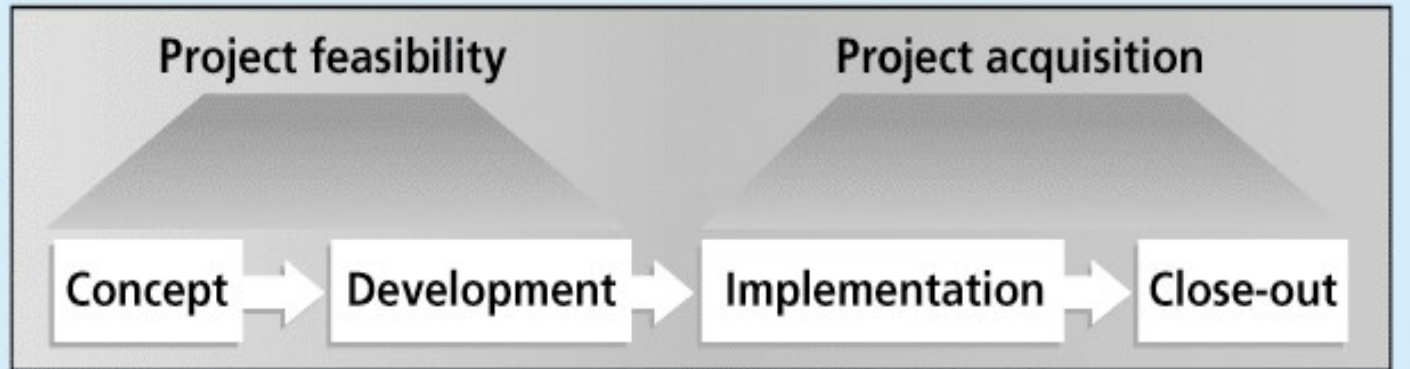 Project feasibility
Project acquisition
Concept
Development
Implementation
Close-out